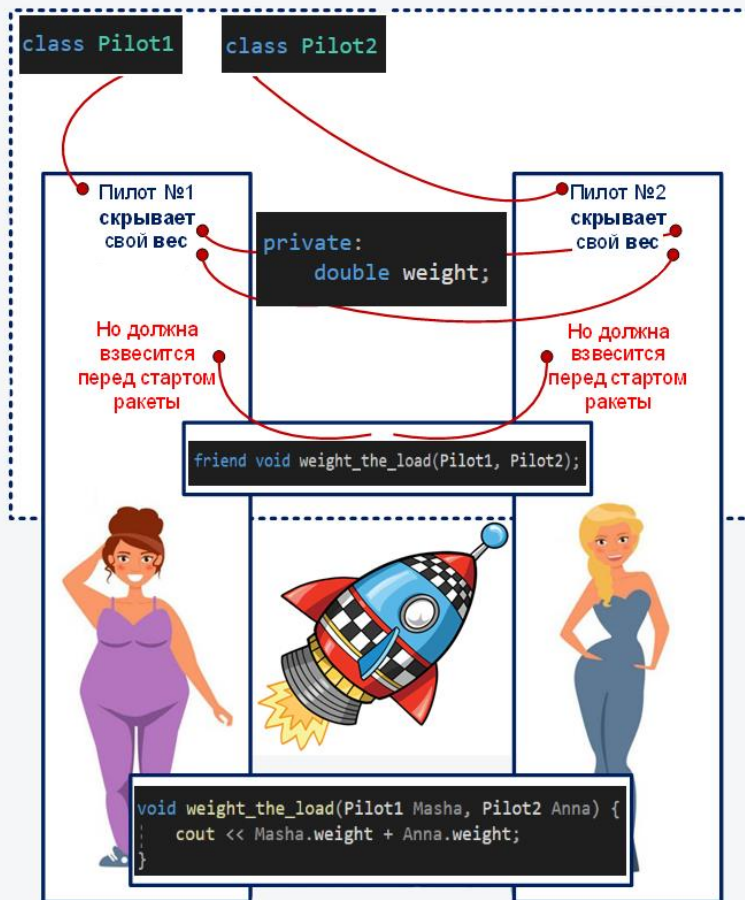 class Pilot1
class Pilot2
Пилот №1
скрывает
свой вес
Пилот №2
скрывает
свой вес
private:
double weight;
Но должна
взвесится
перед стартом
ракеты
Но должна
взвесится
перед стартом
ракеты
friend void weight_the_load(Pilot1, Pilot2);
void weight_the_load(Pilot1 Masha, Pilot2 Anna) {
cout << Masha.weight + Anna.weight;
}